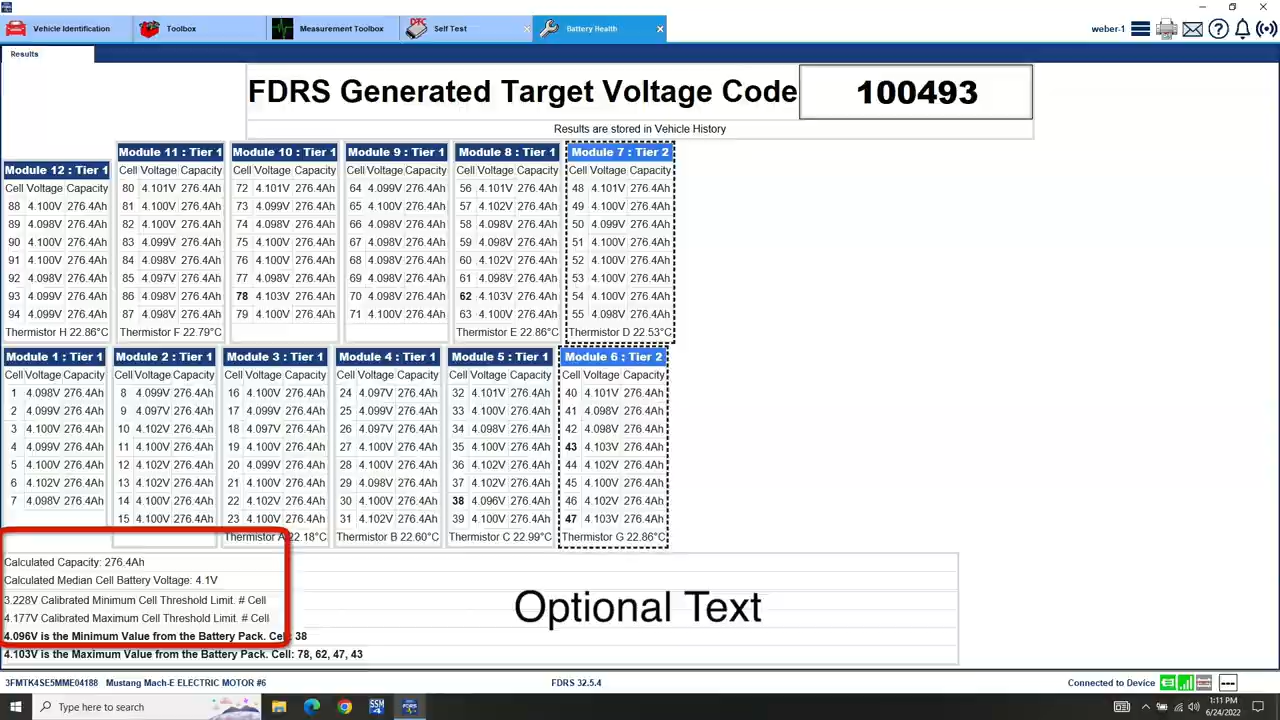 Vehicle Identification
Toolbox
Measurement Toolbox
DTC
Self Test
Battery Health
weber-1
Results
FDRS Generated Target Voltage Code 100493
Results are stored in Vehicle History
Module 12 : Tier 1
Cell Voltage Capacity
88 4.100V 276.4Ah
89 4.098V 276.4Ah
90 4.100V 276.4Ah
91 4.100V 276.4Ah
92 4.098V 276.4Ah
93 4.099V 276.4Ah
94 4.099V 276.4Ah
Thermistor H 22.86°C
Module 11 : Tier 1
Cell Voltage Capacity
80 4.101V 276.4Ah
81 4.100V 276.4Ah
82 4.100V 276.4Ah
83 4.099V 276.4Ah
84 4.098V 276.4Ah
85 4.097V 276.4Ah
86 4.098V 276.4Ah
87 4.098V 276.4Ah
Thermistor F 22.79°C
Module 10 : Tier 1
Cell Voltage Capacity
72 4.101V 276.4Ah
73 4.099V 276.4Ah
74 4.098V 276.4Ah
75 4.100V 276.4Ah
76 4.100V 276.4Ah
77 4.098V 276.4Ah
78 4.103V 276.4Ah
79 4.100V 276.4Ah
Module 9 : Tier 1
Cell Voltage Capacity
64 4.099V 276.4Ah
65 4.100V 276.4Ah
66 4.098V 276.4Ah
67 4.098V 276.4Ah
68 4.098V 276.4Ah
69 4.098V 276.4Ah
70 4.098V 276.4Ah
71 4.100V 276.4Ah
Module 8 : Tier 1
Cell Voltage Capacity
56 4.101V 276.4Ah
57 4.102V 276.4Ah
58 4.098V 276.4Ah
59 4.098V 276.4Ah
60 4.102V 276.4Ah
61 4.098V 276.4Ah
62 4.103V 276.4Ah
63 4.100V 276.4Ah
Thermistor E 22.86°C
Module 7 : Tier 2
Cell Voltage Capacity
48 4.101V 276.4Ah
49 4.100V 276.4Ah
50 4.099V 276.4Ah
51 4.100V 276.4Ah
52 4.100V 276.4Ah
53 4.100V 276.4Ah
54 4.100V 276.4Ah
55 4.098V 276.4Ah
Thermistor D 22.53°C
Module 1 : Tier 1
Cell Voltage Capacity
1 4.098V 276.4Ah
2 4.099V 276.4Ah
3 4.100V 276.4Ah
4 4.099V 276.4Ah
5 4.100V 276.4Ah
6 4.102V 276.4Ah
7 4.098V 276.4Ah
Module 2 : Tier 1
Cell Voltage Capacity
8 4.099V 276.4Ah
9 4.097V 276.4Ah
10 4.102V 276.4Ah
11 4.100V 276.4Ah
12 4.102V 276.4Ah
13 4.102V 276.4Ah
14 4.100V 276.4Ah
15 4.100V 276.4Ah
Module 3 : Tier 1
Cell Voltage Capacity
16 4.100V 276.4Ah
17 4.099V 276.4Ah
18 4.097V 276.4Ah
19 4.100V 276.4Ah
20 4.099V 276.4Ah
21 4.100V 276.4Ah
22 4.102V 276.4Ah
23 4.100V 276.4Ah
Thermistor A 22.18°C
Module 4 : Tier 1
Cell Voltage Capacity
24 4.097V 276.4Ah
25 4.099V 276.4Ah
26 4.097V 276.4Ah
27 4.100V 276.4Ah
28 4.100V 276.4Ah
29 4.098V 276.4Ah
30 4.100V 276.4Ah
31 4.102V 276.4Ah
Thermistor B 22.60°C
Module 5 : Tier 1
Cell Voltage Capacity
32 4.101V 276.4Ah
33 4.100V 276.4Ah
34 4.098V 276.4Ah
35 4.100V 276.4Ah
36 4.102V 276.4Ah
37 4.102V 276.4Ah
38 4.096V 276.4Ah
39 4.100V 276.4Ah
Thermistor C 22.99°C
Module 6 : Tier 2
Cell Voltage Capacity
40 4.101V 276.4Ah
41 4.098V 276.4Ah
42 4.098V 276.4Ah
43 4.103V 276.4Ah
44 4.102V 276.4Ah
45 4.100V 276.4Ah
46 4.102V 276.4Ah
47 4.103V 276.4Ah
Thermistor G 22.86°C
Calculated Capacity: 276.4Ah
Calculated Median Cell Battery Voltage: 4.1V
3.228V Calibrated Minimum Cell Threshold Limit. # Cell
4.177V Calibrated Maximum Cell Threshold Limit. # Cell
4.096V is the Minimum Value from the Battery Pack. Cell: 38
4.103V is the Maximum Value from the Battery Pack. Cell: 78, 62, 47, 43
Optional Text
3FMTK4SE5MME04188 Mustang Mach-E ELECTRIC MOTOR #6
FDRS 32.5.4
Connected to Device
Type here to search
SSM
FDRS
1:11 PM
6/24/2022